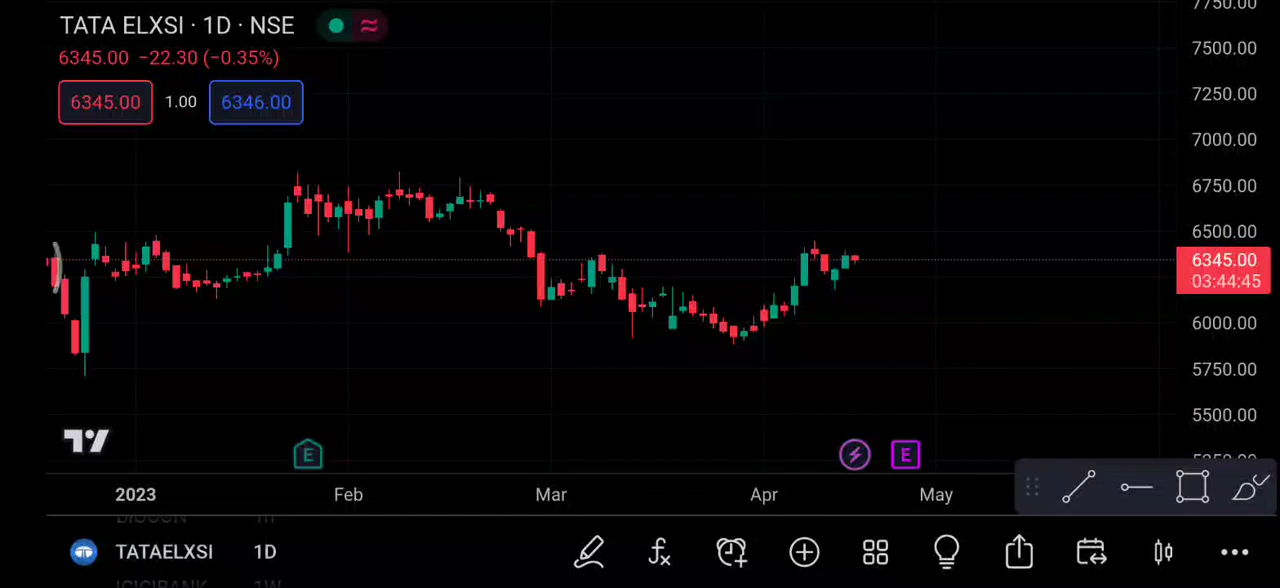 7750.00
TATA ELXSI · 1D · NSE
7500.00
6345.00 −22.30 (−0.35%)
6345.00 1.00 6346.00
7250.00
7000.00
6750.00
6500.00
6345.00
03:44:45
6000.00
5750.00
5500.00
E E
2023 Feb Mar Apr May
TATAELXSI 1D
ICICIBANK 1W